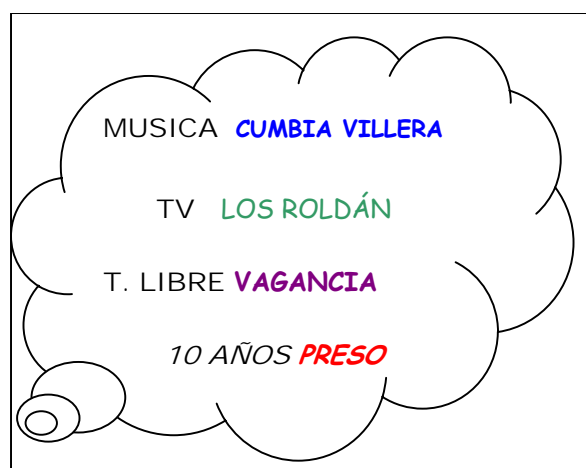 MUSICA CUMBIA VILLERA
TV LOS ROLDÁN
T. LIBRE VAGANCIA
10 AÑOS PRESO